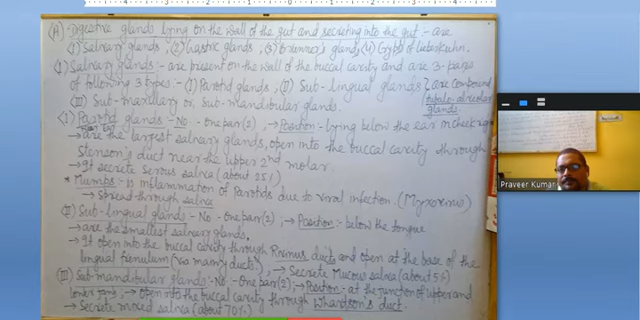 (A) Digestive glands lying on the wall of the gut and secreting into the gut:- are
(1) Salivary glands, (2) Gastric glands, (3) Brunner's glands, (4) Crypts of Luberkuhn.
(1) Salivary glands:- are present on the wall of the buccal cavity and are 3-pairs
of following 3 types:- (I) Parotid glands, (II) Sub-lingual glands } are compound
(III) Sub-maxillary or, Sub-mandibular glands. tubulo-alveolar
glands
(I) Parotid glands:- No - one pair (2), → Position:- lying below the ear in cheek region
→ are the largest salivary glands, open into the buccal cavity through
Stenson's duct near the upper 2nd molar.
→ It secrete serous saliva (about 25%)
* Mumps:- is inflammation of Parotids due to viral infection (Myxovirus)
→ Spread through saliva
(II) Sub-lingual glands:- No - one pair (2), → Position:- below the tongue
→ are the smallest salivary glands,
→ It open into the buccal cavity through Rivinus ducts and open at the base of the
lingual frenulum (via many ducts), → Secrete Mucous saliva (about 5%)
(III) Sub-mandibular glands:- No - one pair (2), → Position:- at the junction of upper and
lower jaws, → open into the buccal cavity through Wharton's duct.
→ Secrete mixed saliva (about 70%)
Praveer Kumar